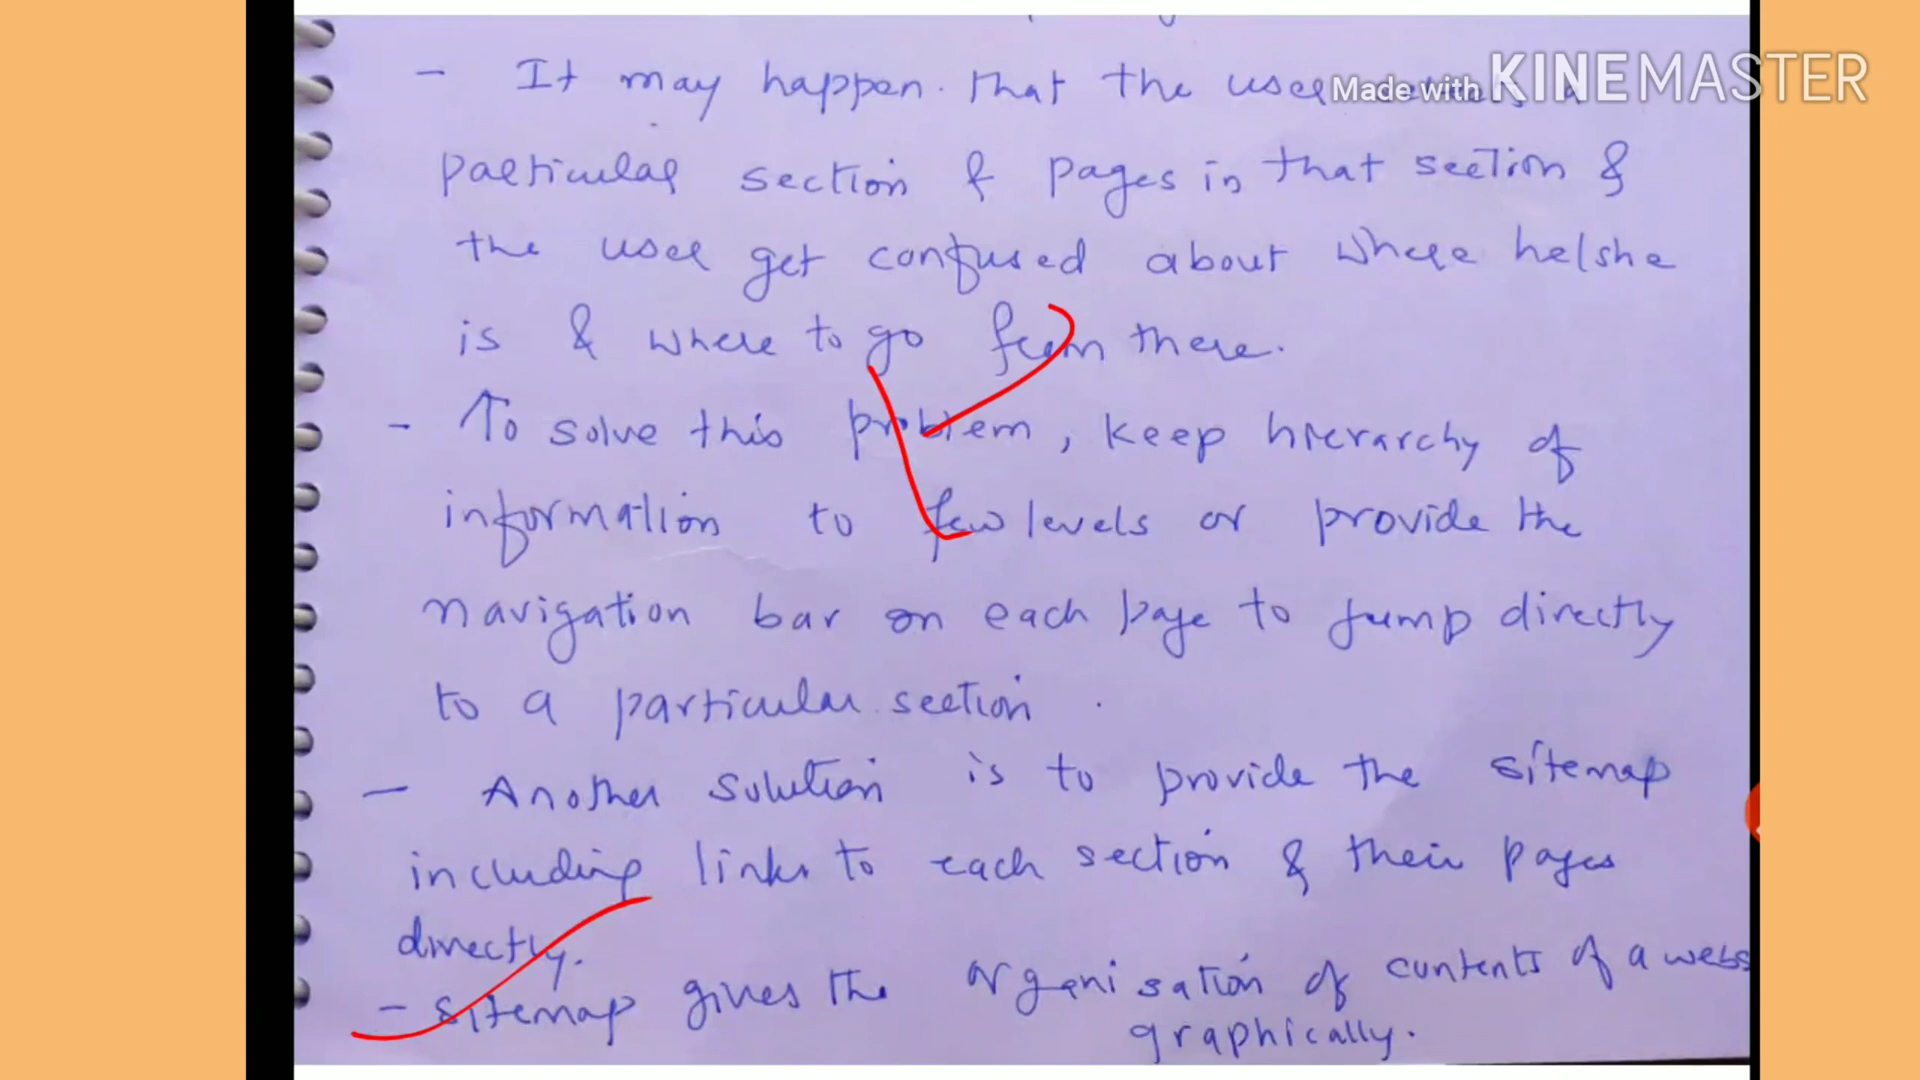 - It may happen that the user
Made with KINEMASTER
particular section & pages in that section &
the user get confused about where he/she
is & where to go from there.
- To solve this problem, keep hierarchy of
information to few levels or provide the
navigation bar on each page to jump directly
to a particular section.
- Another solution is to provide the sitemap
including links to each section & their pages
directly.
- sitemap gives the organisation of contents of a webs
graphically.